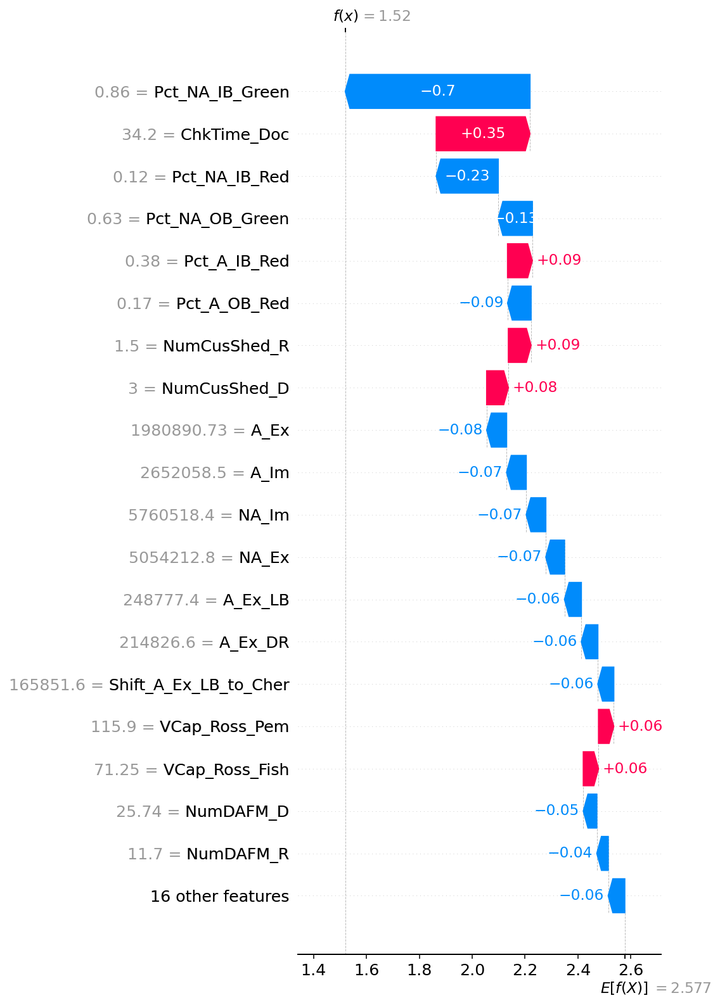 f(x) = 1.52
0.86 = Pct_NA_IB_Green −0.7
34.2 = ChkTime_Doc +0.35
0.12 = Pct_NA_IB_Red −0.23
0.63 = Pct_NA_OB_Green −0.13
0.38 = Pct_A_IB_Red +0.09
0.17 = Pct_A_OB_Red −0.09
1.5 = NumCusShed_R +0.09
3 = NumCusShed_D +0.08
1980890.73 = A_Ex −0.08
2652058.5 = A_Im −0.07
5760518.4 = NA_Im −0.07
5054212.8 = NA_Ex −0.07
248777.4 = A_Ex_LB −0.06
214826.6 = A_Ex_DR −0.06
165851.6 = Shift_A_Ex_LB_to_Cher −0.06
115.9 = VCap_Ross_Pem +0.06
71.25 = VCap_Ross_Fish +0.06
25.74 = NumDAFM_D −0.05
11.7 = NumDAFM_R −0.04
16 other features −0.06
1.4 1.6 1.8 2.0 2.2 2.4 2.6
E[f(X)] = 2.577